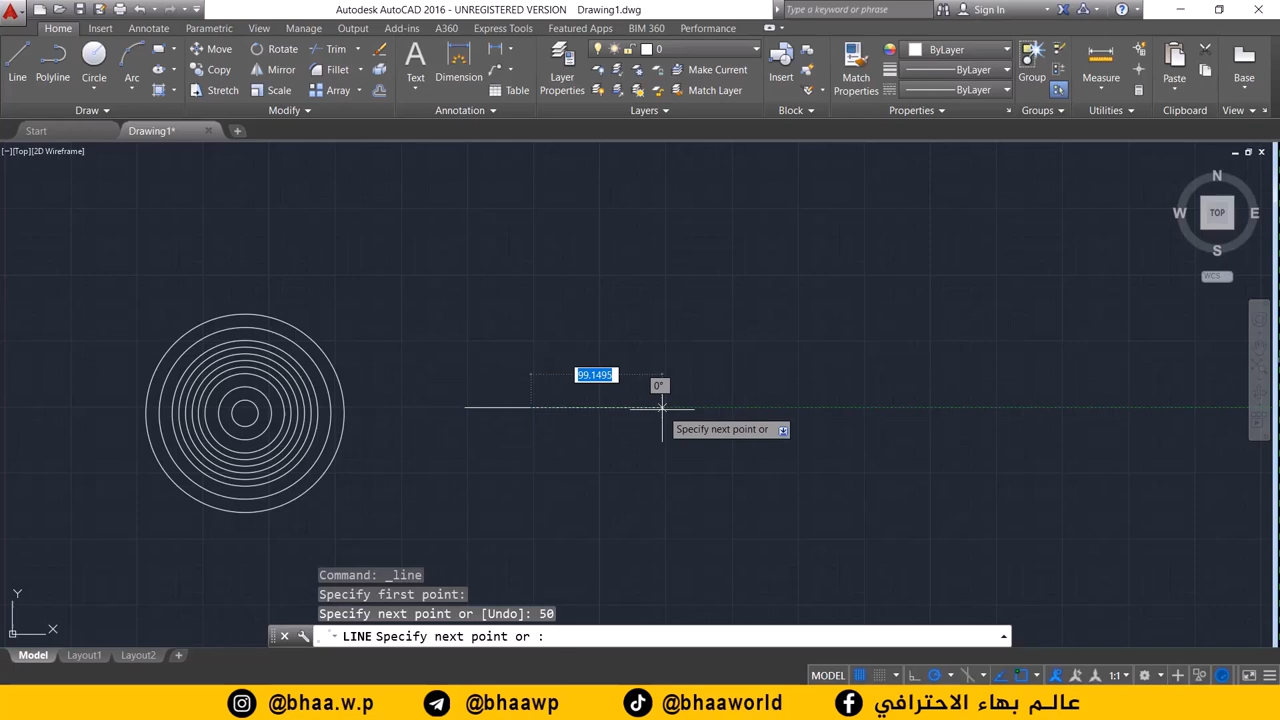 Autodesk AutoCAD 2016 - UNREGISTERED VERSION Drawing1.dwg
Type a keyword or phrase
Sign In
Home Insert Annotate Parametric View Manage Output Add-ins A360 Express Tools Featured Apps BIM 360 Performance
Line Polyline Circle Arc
Move Rotate Trim
Copy Mirror Fillet
Stretch Scale Array
Text Dimension Table
Layer Properties
0
Make Current
Match Layer
Insert
Match Properties
ByLayer
ByLayer
ByLayer
Group
Measure
Paste
Base
Draw Modify Annotation Layers Block Properties Groups Utilities Clipboard View
Start Drawing1*
[−][Top][2D Wireframe]
N
W TOP E
S
WCS
99.1495
0°
Specify next point or
Y
X
Command: _line
Specify first point:
Specify next point or [Undo]: 50
LINE Specify next point or :
Model Layout1 Layout2
MODEL 1:1
@bhaa.w.p @bhaawp @bhaaworld عالم بهاء الاحترافي